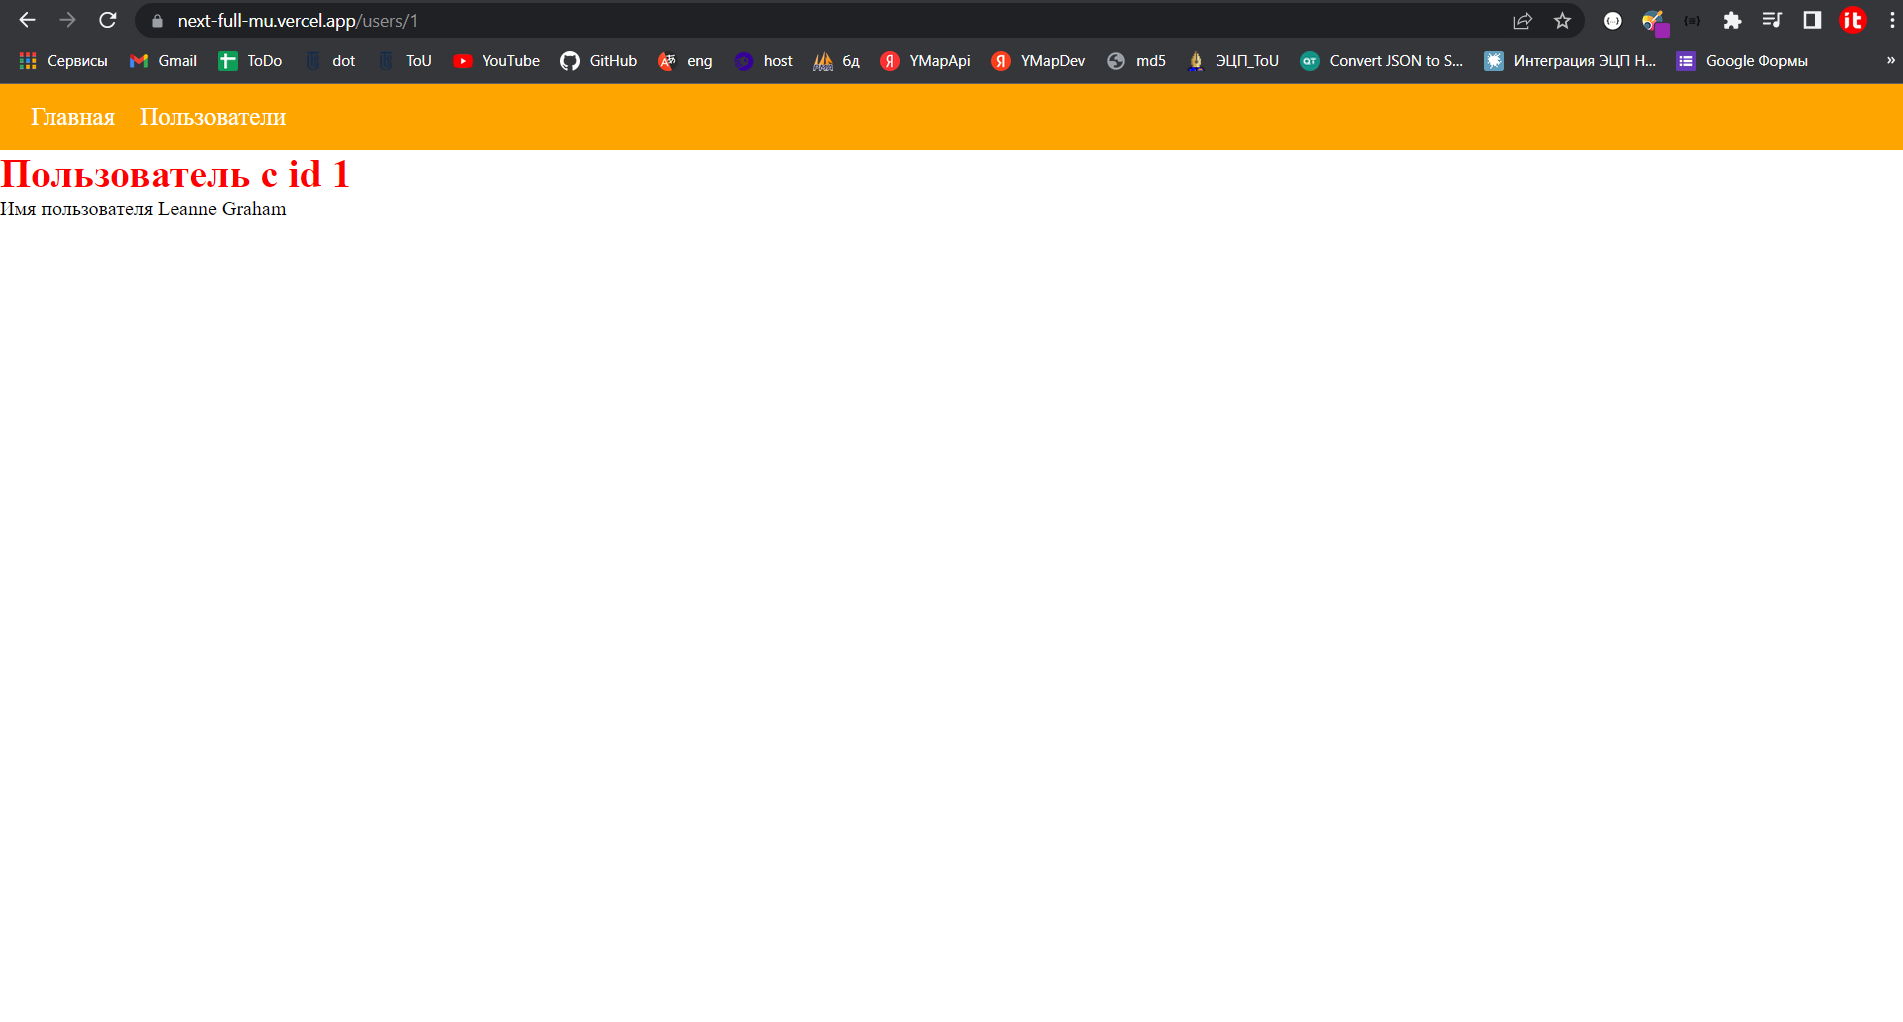 next-full-mu.vercel.app/users/1
Сервисы Gmail ToDo dot ToU YouTube GitHub eng host бд YMapApi YMapDev md5 ЭЦП_ToU Convert JSON to S... Интеграция ЭЦП Н... Google Формы »
Главная Пользователи
Пользователь с id 1
Имя пользователя Leanne Graham